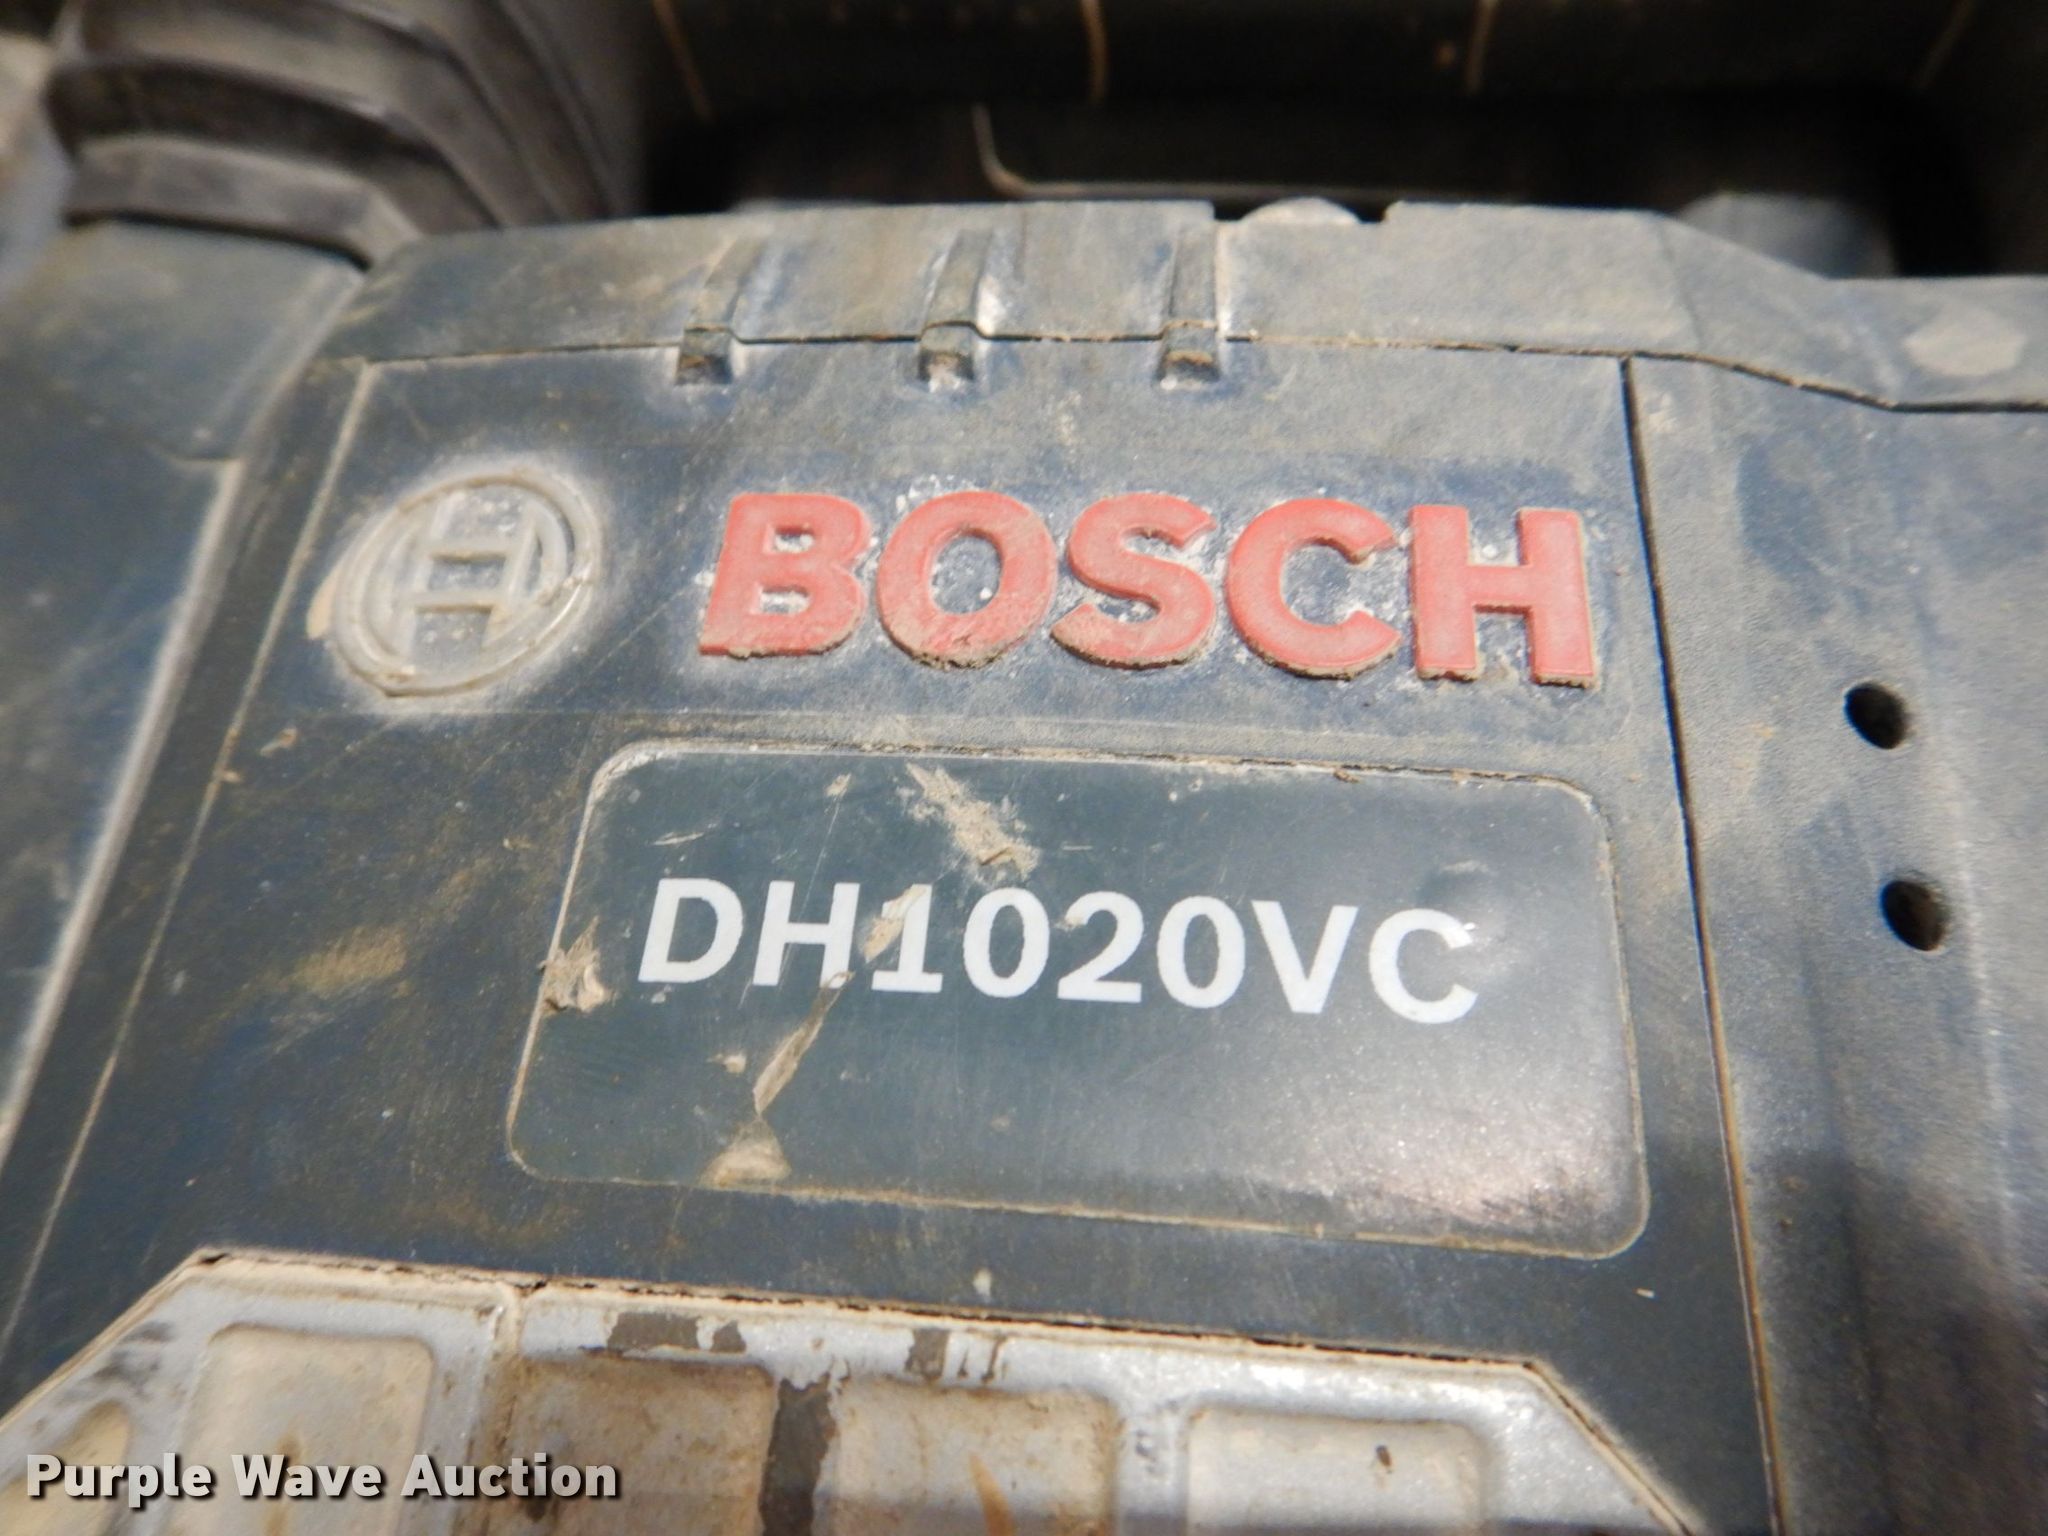 BOSCH
DH1020VC
Purple Wave Auction